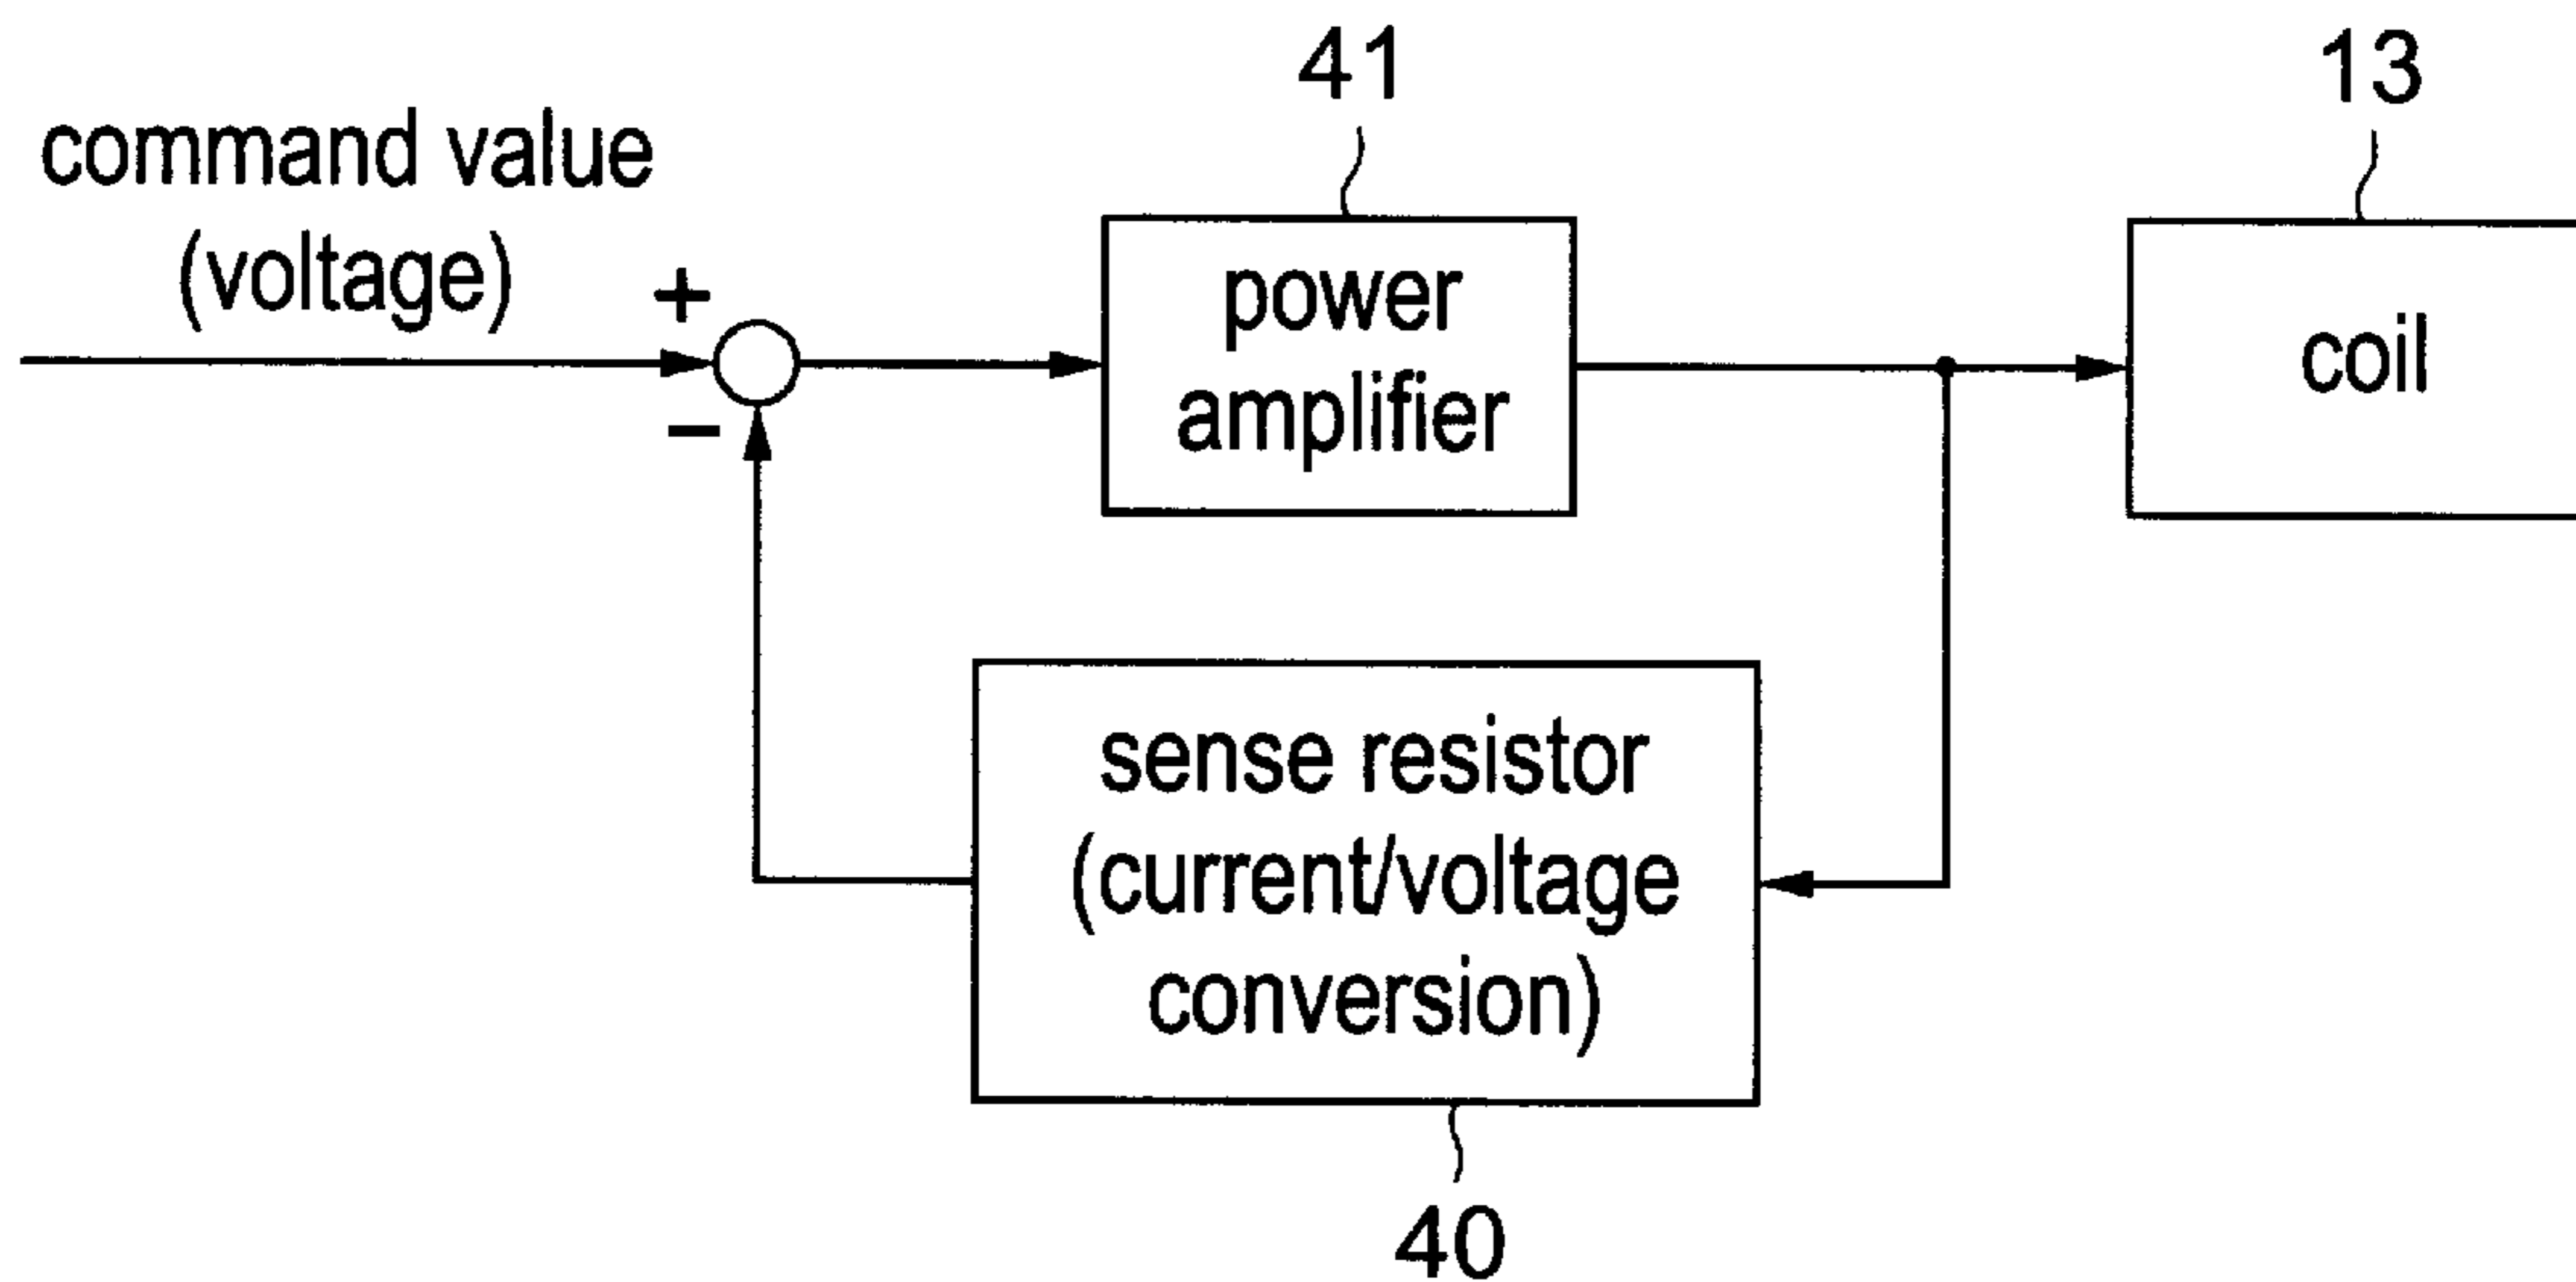 41
13
command value
(voltage)
+
−
power
amplifier
coil
sense resistor
(current/voltage
conversion)
40